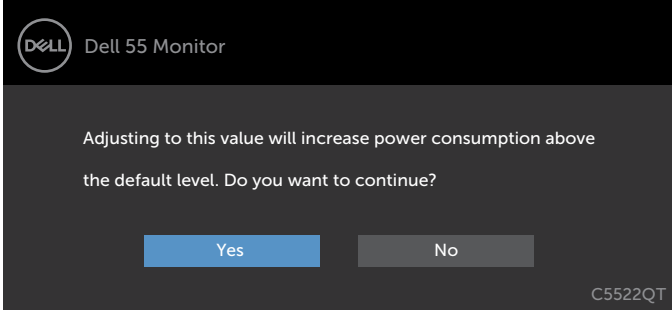 DELL
Dell 55 Monitor
Adjusting to this value will increase power consumption above
the default level. Do you want to continue?
Yes
No
C5522QT